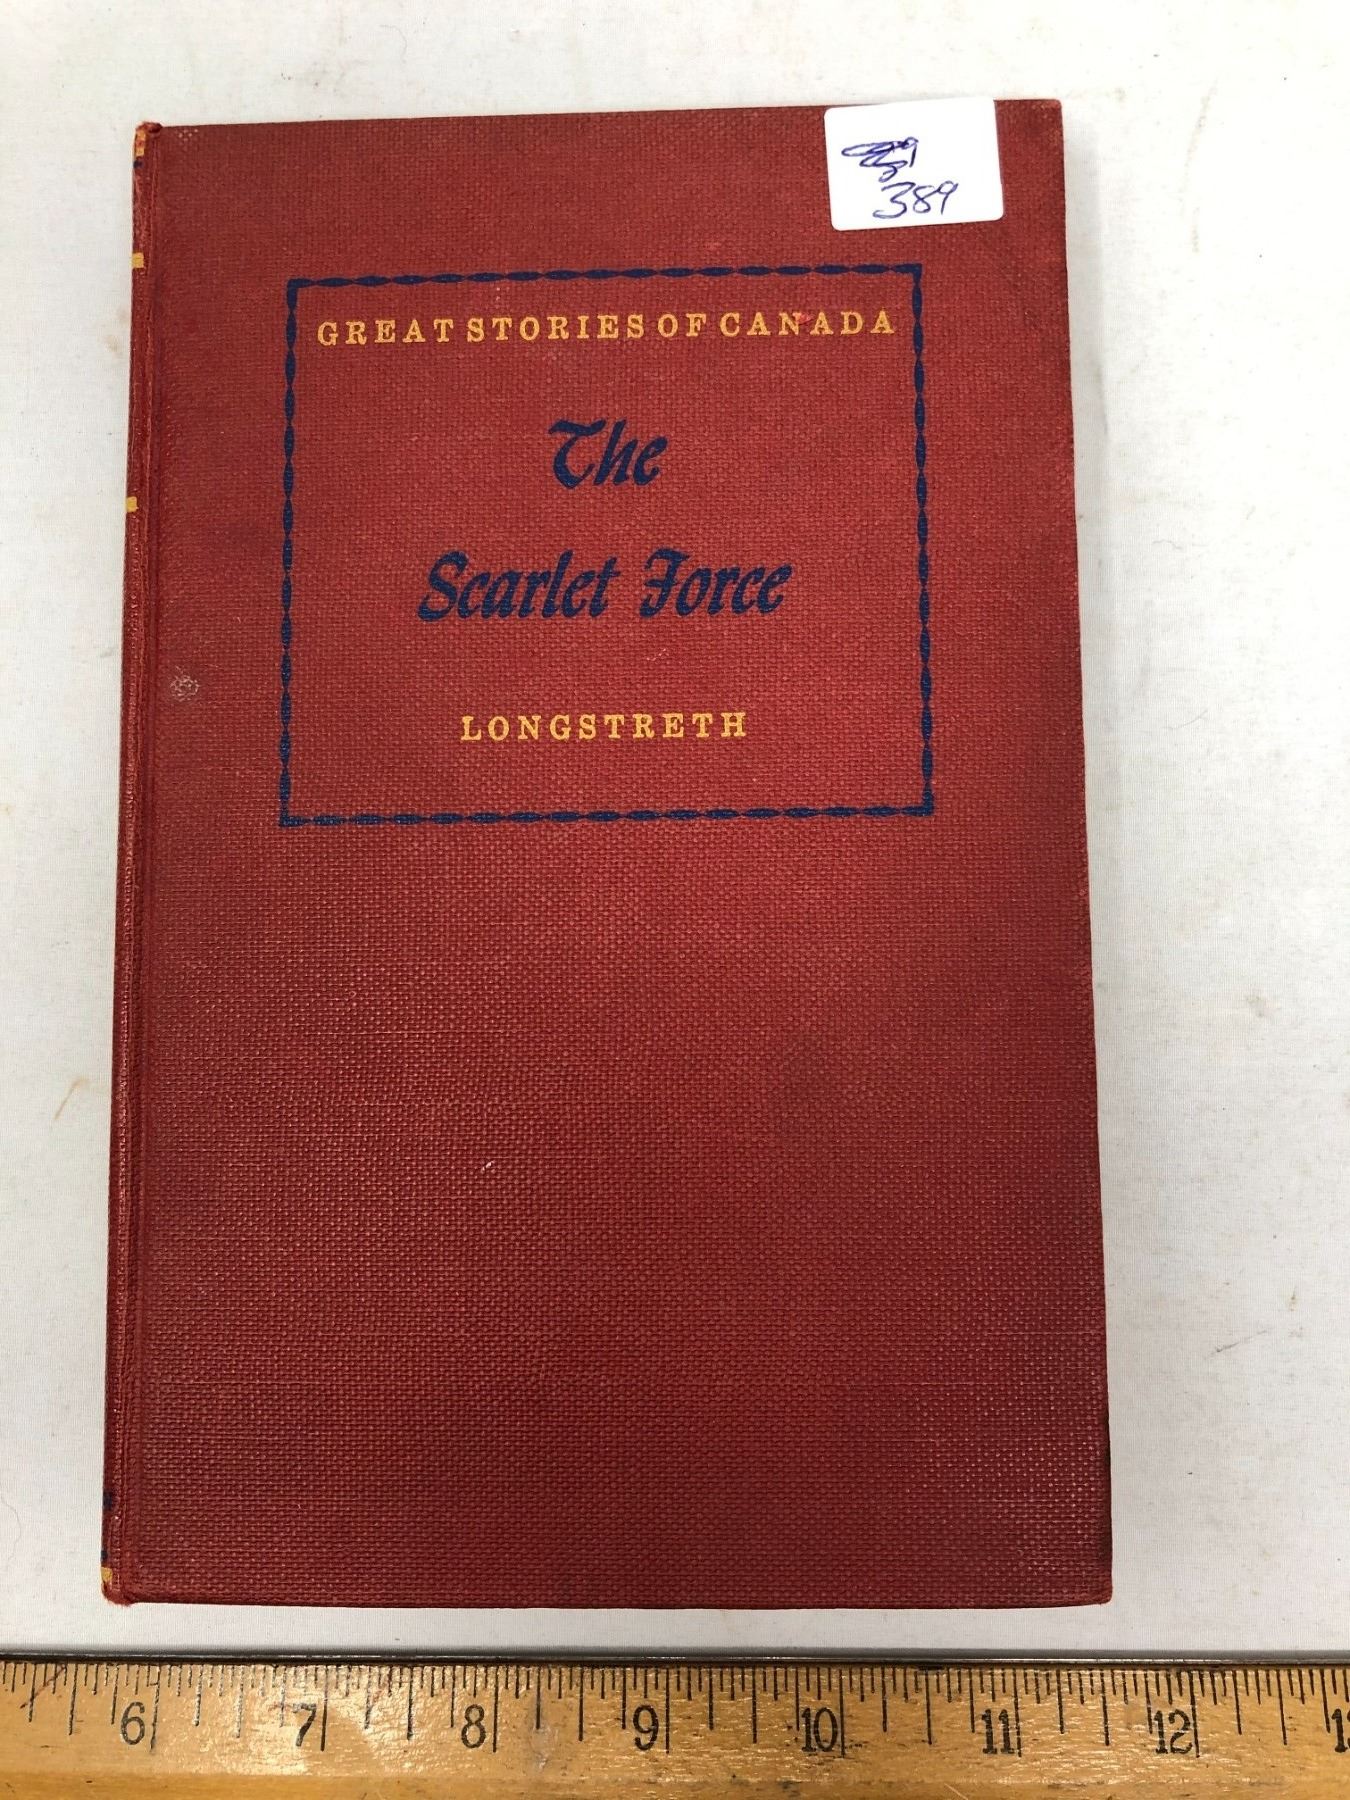 389
GREAT STORIES OF CANADA
The
Scarlet Force
LONGSTRETH
6 7 8 9 10 11 12